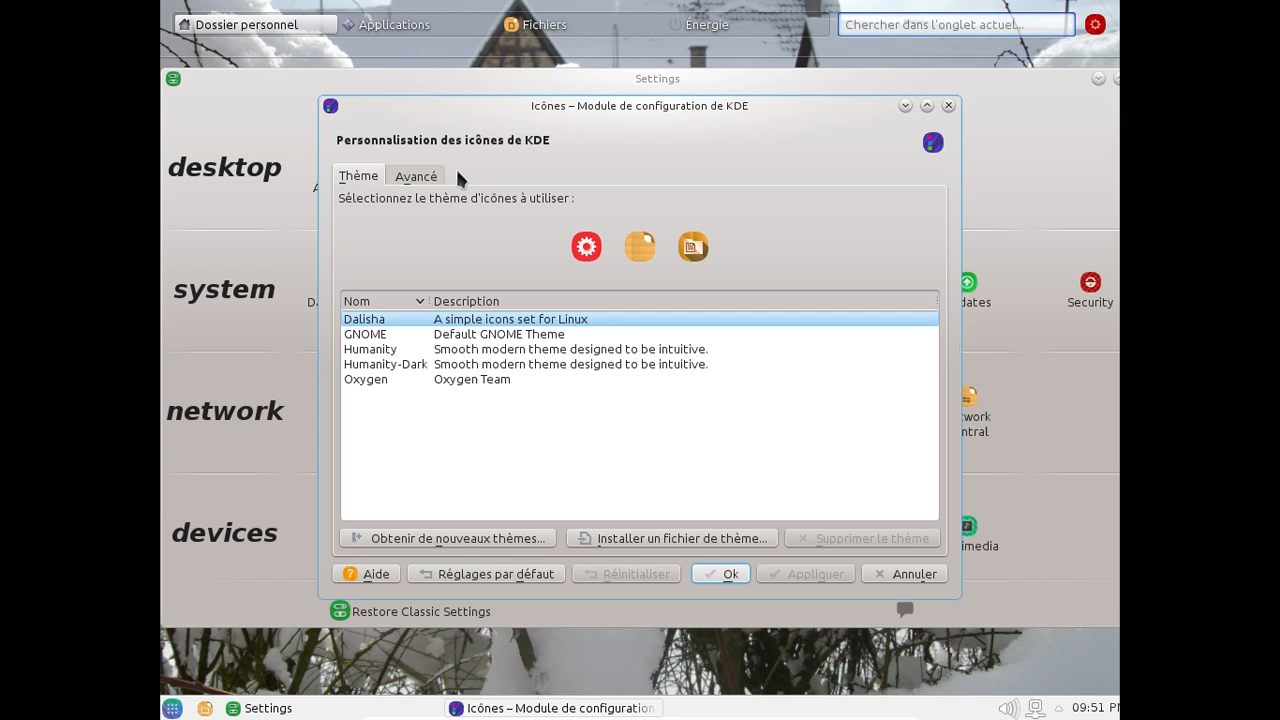 Dossier personnel
Applications
Fichiers
Énergie
Chercher dans l'onglet actuel...
Settings
Icônes – Module de configuration de KDE
Personnalisation des icônes de KDE
desktop
Thème
Avancé
Sélectionnez le thème d'icônes à utiliser :
system
dates
Security
Nom
Description
Dalisha
A simple icons set for Linux
GNOME
Default GNOME Theme
Humanity
Smooth modern theme designed to be intuitive.
Humanity-Dark
Smooth modern theme designed to be intuitive.
Oxygen
Oxygen Team
network
work
ntral
devices
imedia
Obtenir de nouveaux thèmes...
Installer un fichier de thème...
Supprimer le thème
Aide
Réglages par défaut
Réinitialiser
Ok
Appliquer
Annuler
Restore Classic Settings
Settings
Icônes – Module de configuration
09:51 P